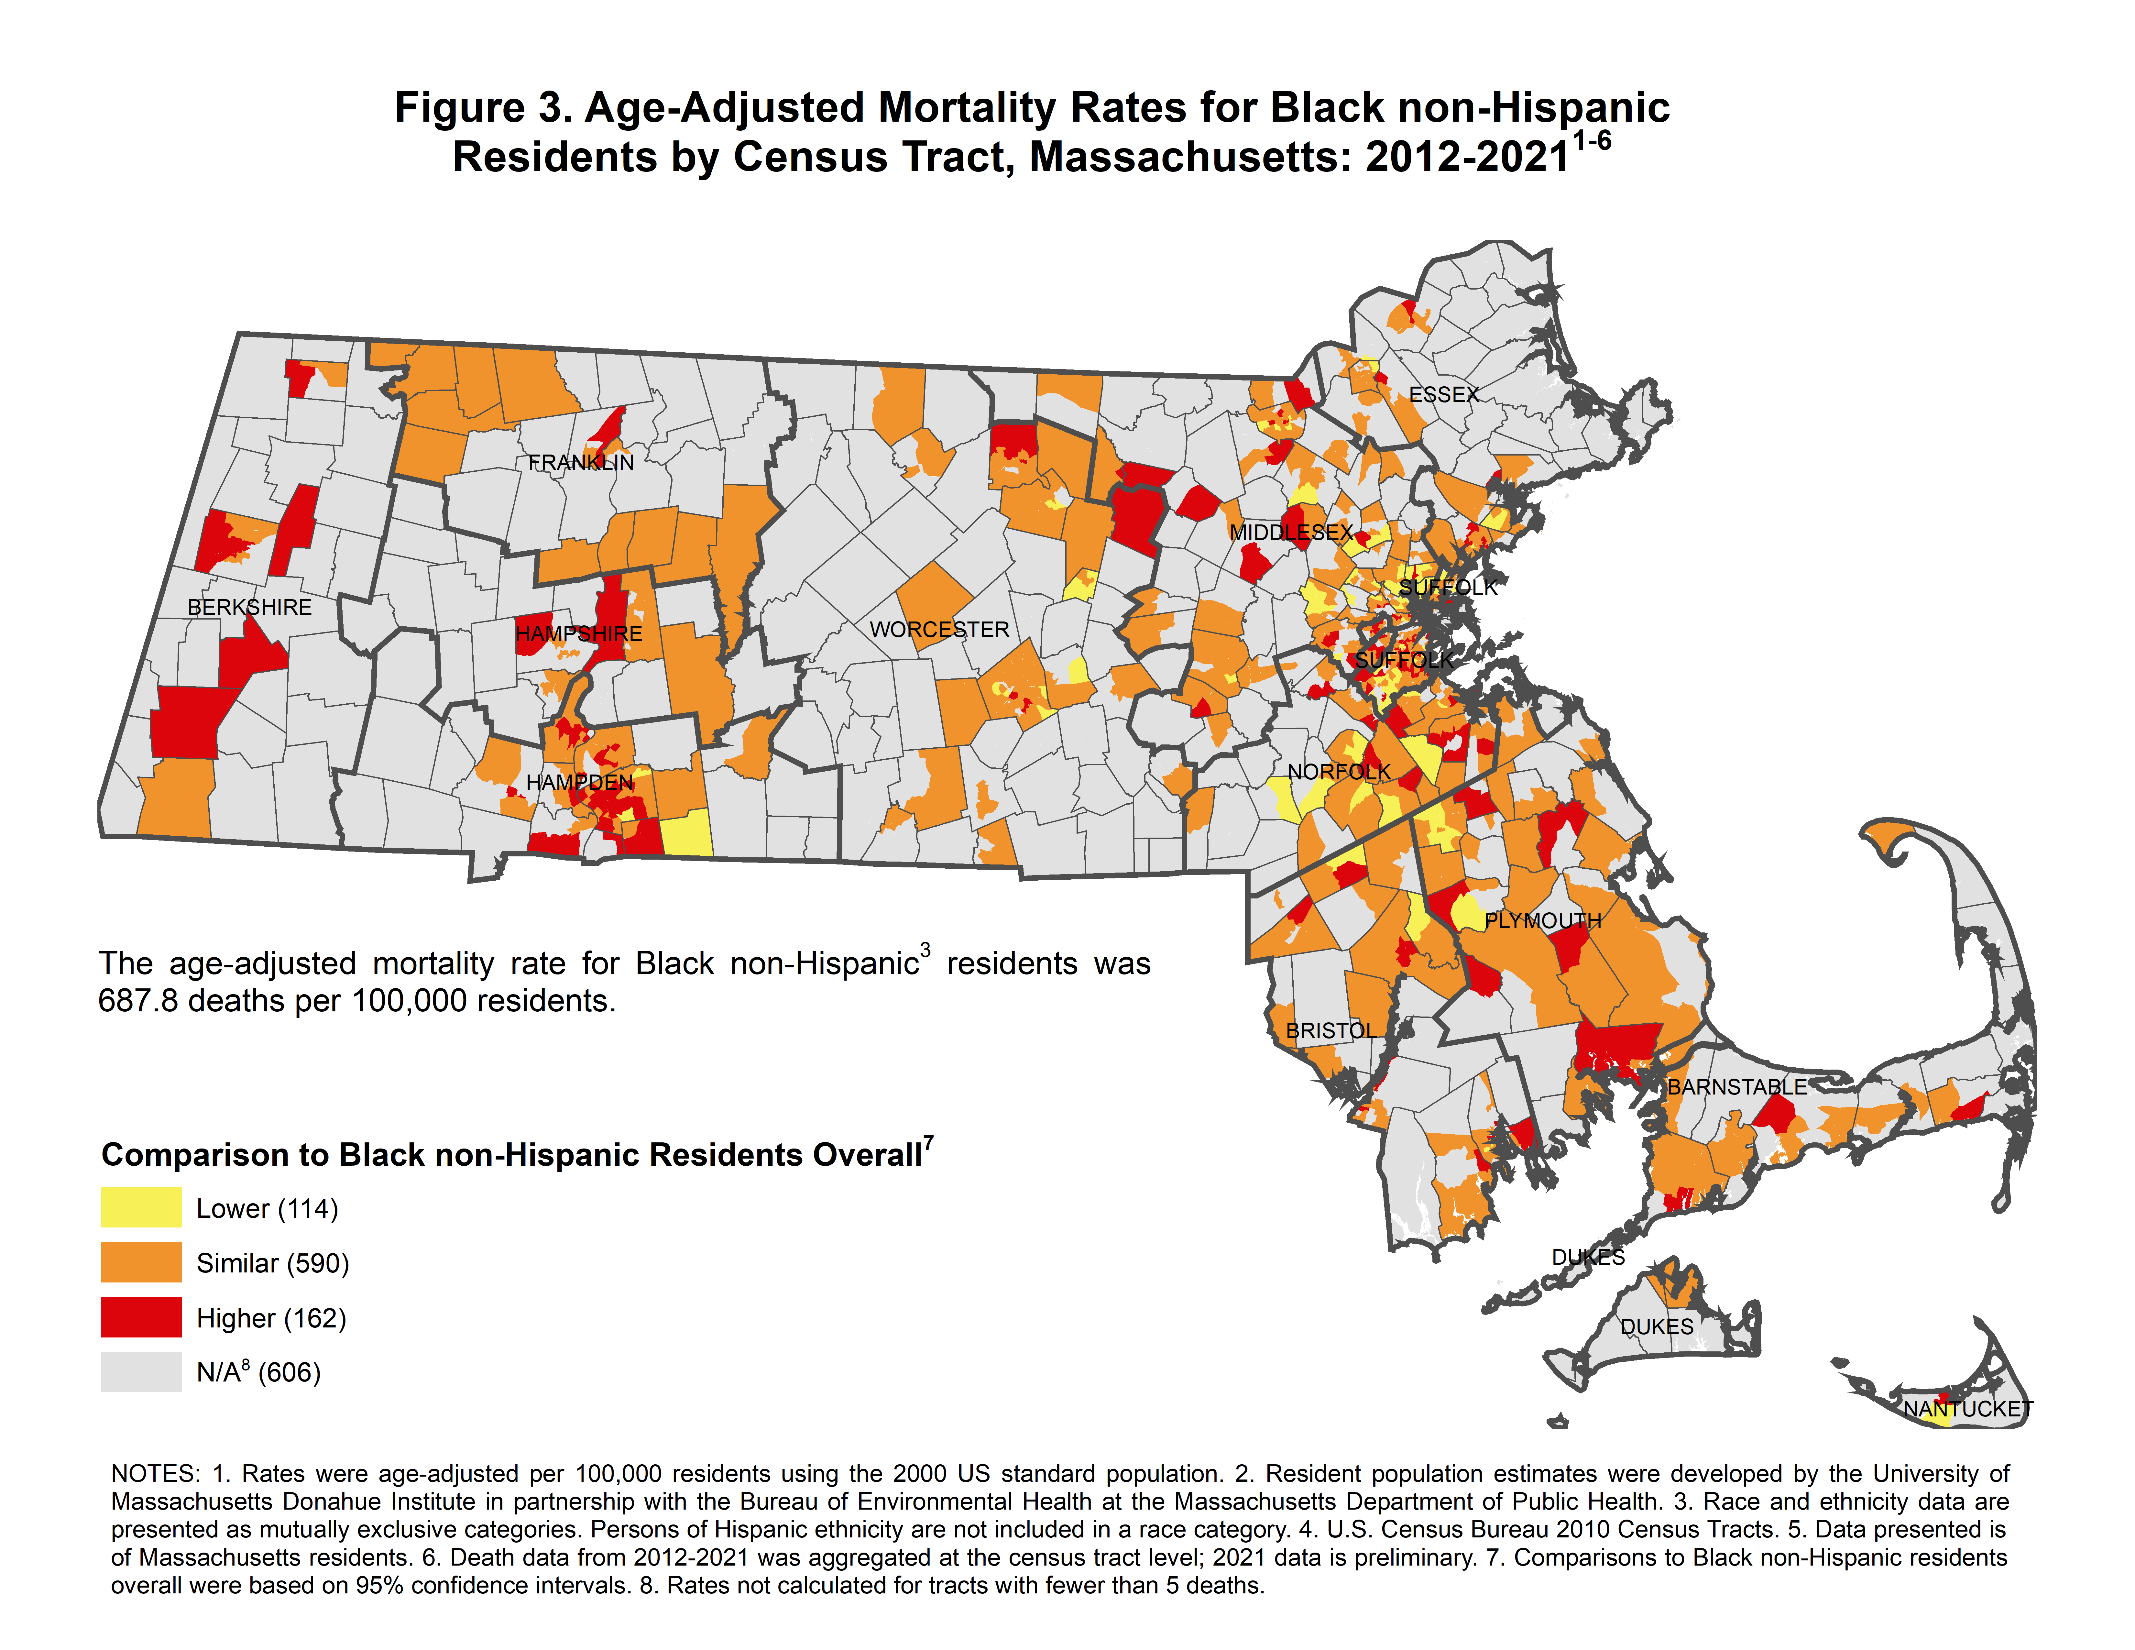 Figure 3. Age-Adjusted Mortality Rates for Black non-Hispanic
Residents by Census Tract, Massachusetts: 2012-2021¹⁻⁶
ESSEX
FRANKLIN
MIDDLESEX
SUFFOLK
BERKSHIRE
HAMPSHIRE
WORCESTER
SUFFOLK
NORFOLK
HAMPDEN
PLYMOUTH
The age-adjusted mortality rate for Black non-Hispanic³ residents was
687.8 deaths per 100,000 residents.
BRISTOL
BARNSTABLE
Comparison to Black non-Hispanic Residents Overall⁷
Lower (114)
Similar (590)
Higher (162)
N/A⁸ (606)
DUKES
DUKES
NANTUCKET
NOTES: 1. Rates were age-adjusted per 100,000 residents using the 2000 US standard population. 2. Resident population estimates were developed by the University of
Massachusetts Donahue Institute in partnership with the Bureau of Environmental Health at the Massachusetts Department of Public Health. 3. Race and ethnicity data are
presented as mutually exclusive categories. Persons of Hispanic ethnicity are not included in a race category. 4. U.S. Census Bureau 2010 Census Tracts. 5. Data presented is
of Massachusetts residents. 6. Death data from 2012-2021 was aggregated at the census tract level; 2021 data is preliminary. 7. Comparisons to Black non-Hispanic residents
overall were based on 95% confidence intervals. 8. Rates not calculated for tracts with fewer than 5 deaths.